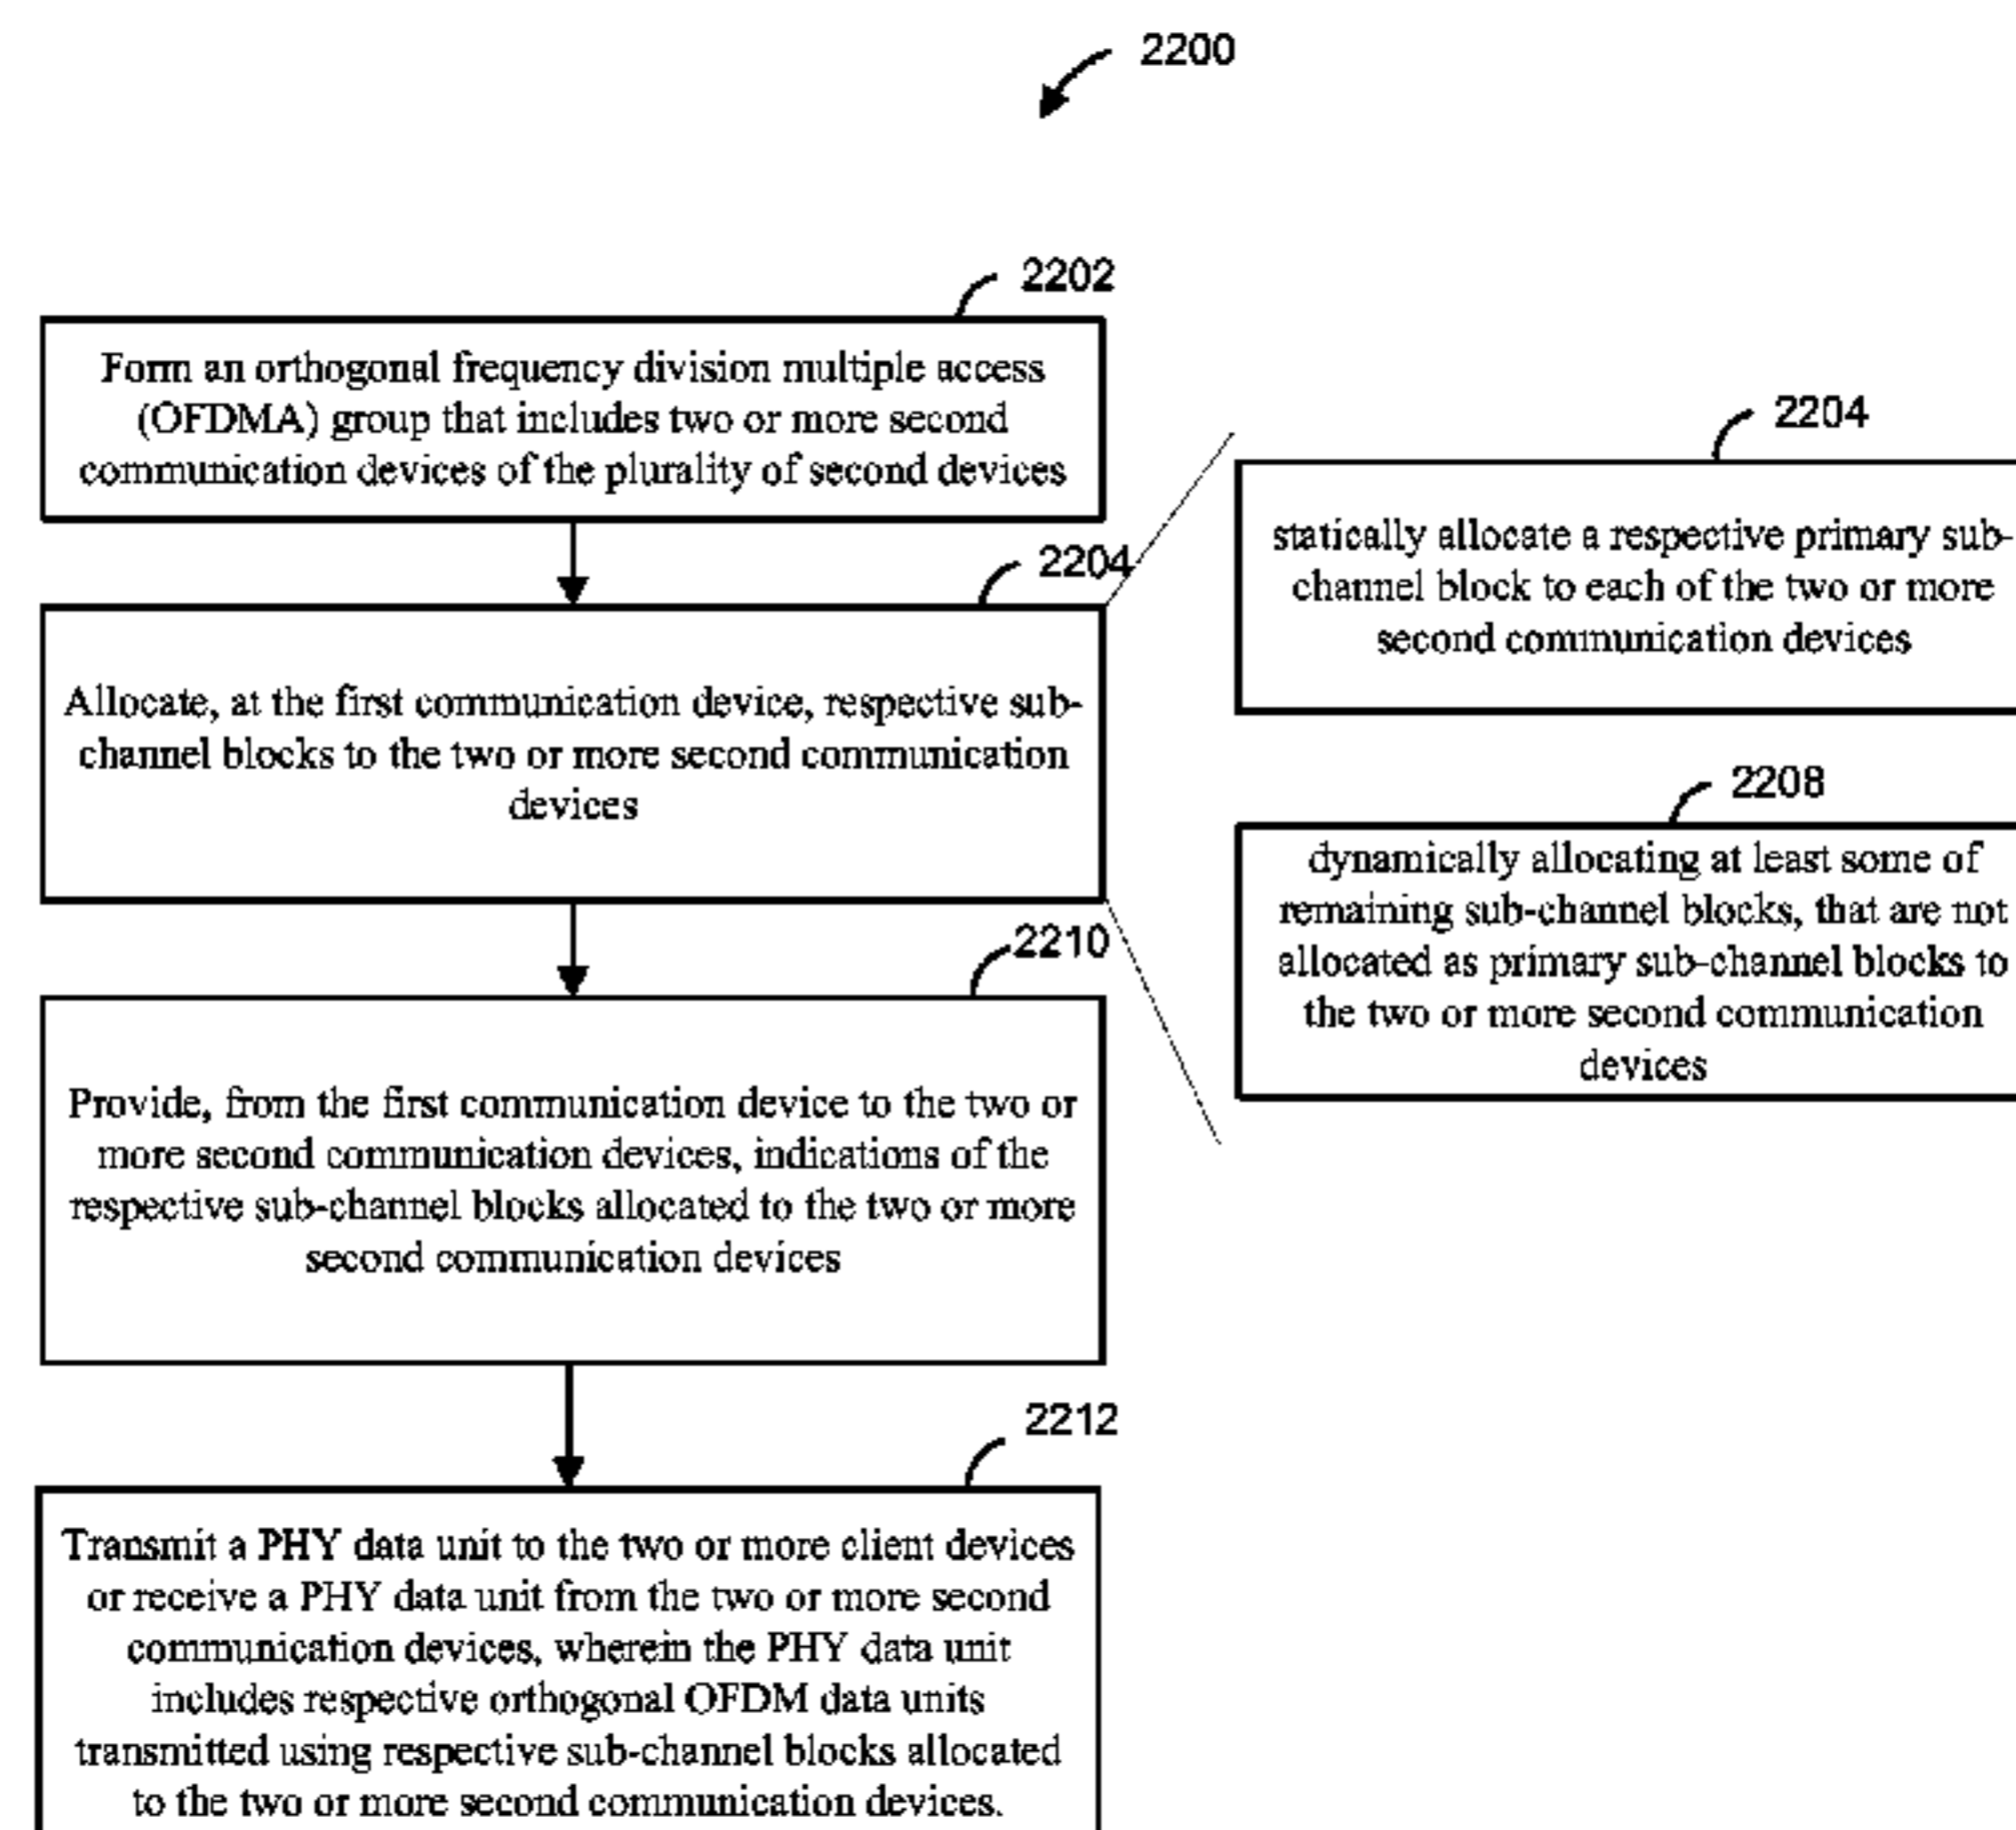 2200
2202
Form an orthogonal frequency division multiple access
(OFDMA) group that includes two or more second
communication devices of the plurality of second devices
2204
Allocate, at the first communication device, respective sub-
channel blocks to the two or more second communication
devices
2204
statically allocate a respective primary sub-
channel block to each of the two or more
second communication devices
2208
dynamically allocating at least some of
remaining sub-channel blocks, that are not
allocated as primary sub-channel blocks to
the two or more second communication
devices
2210
Provide, from the first communication device to the two or
more second communication devices, indications of the
respective sub-channel blocks allocated to the two or more
second communication devices
2212
Transmit a PHY data unit to the two or more client devices
or receive a PHY data unit from the two or more second
communication devices, wherein the PHY data unit
includes respective orthogonal OFDM data units
transmitted using respective sub-channel blocks allocated
to the two or more second communication devices.